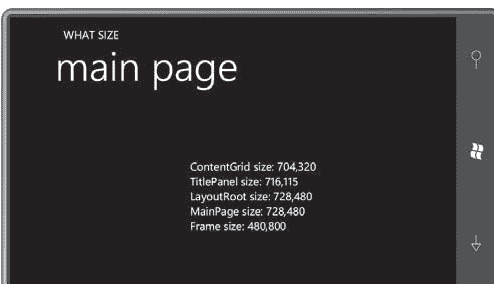 WHAT SIZE
main page
ContentGrid size: 704,320
TitlePanel size: 716,115
LayoutRoot size: 728,480
MainPage size: 728,480
Frame size: 480,800